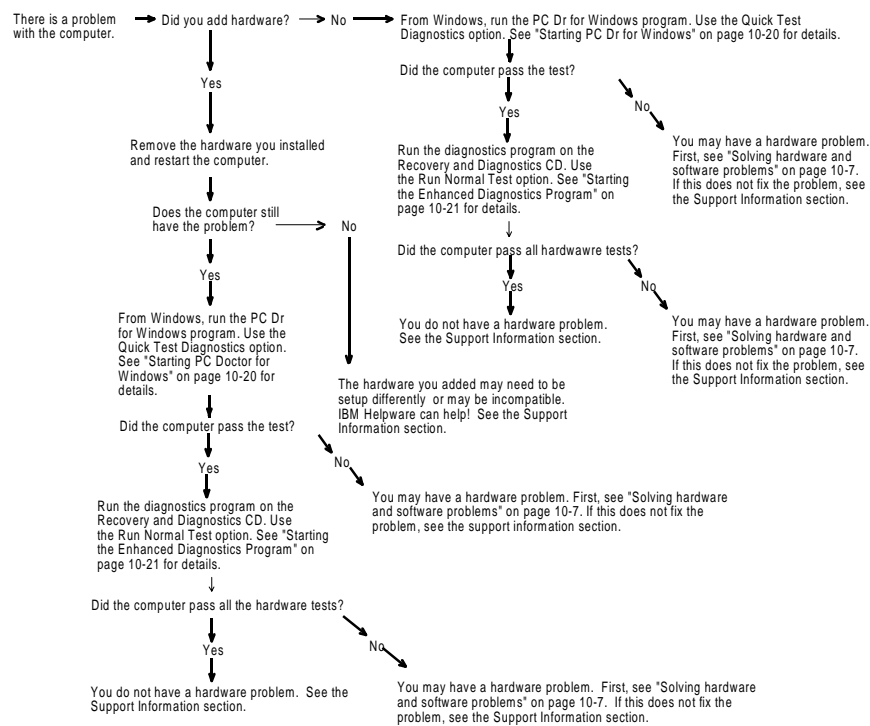 There is a problem
with the computer.
Did you add hardware?
No
From Windows, run the PC Dr for Windows program. Use the Quick Test
Diagnostics option. See "Starting PC Dr for Windows" on page 10-20 for details.
Did the computer pass the test?
No
Yes
You may have a hardware problem.
First, see "Solving hardware and
software problems" on page 10-7.
If this does not fix the problem, see
the Support Information section.
Run the diagnostics program on the
Recovery and Diagnostics CD. Use
the Run Normal Test option. See "Starting
the Enhanced Diagnostics Program" on
page 10-21 for details.
Did the computer pass all hardwawre tests?
No
Yes
You may have a hardware problem.
First, see "Solving hardware and
software problems" on page 10-7.
If this does not fix the problem, see
the Support Information section.
You do not have a hardware problem.
See the Support Information section.
Yes
Remove the hardware you installed
and restart the computer.
Does the computer still
have the problem?
No
The hardware you added may need to be
setup differently or may be incompatible.
IBM Helpware can help! See the Support
Information section.
Yes
From Windows, run the PC Dr
for Windows program. Use the
Quick Test Diagnostics option.
See "Starting PC Doctor for
Windows" on page 10-20 for
details.
Did the computer pass the test?
No
You may have a hardware problem. First, see "Solving hardware
and software problems" on page 10-7. If this does not fix the
problem, see the support information section.
Yes
Run the diagnostics program on the
Recovery and Diagnostics CD. Use
the Run Normal Test option. See "Starting
the Enhanced Diagnostics Program" on
page 10-21 for details.
Did the computer pass all the hardware tests?
No
Yes
You do not have a hardware problem. See the
Support Information section.
You may have a hardware problem. First, see "Solving hardware
and software problems" on page 10-7. If this does not fix the
problem, see the Support Information section.